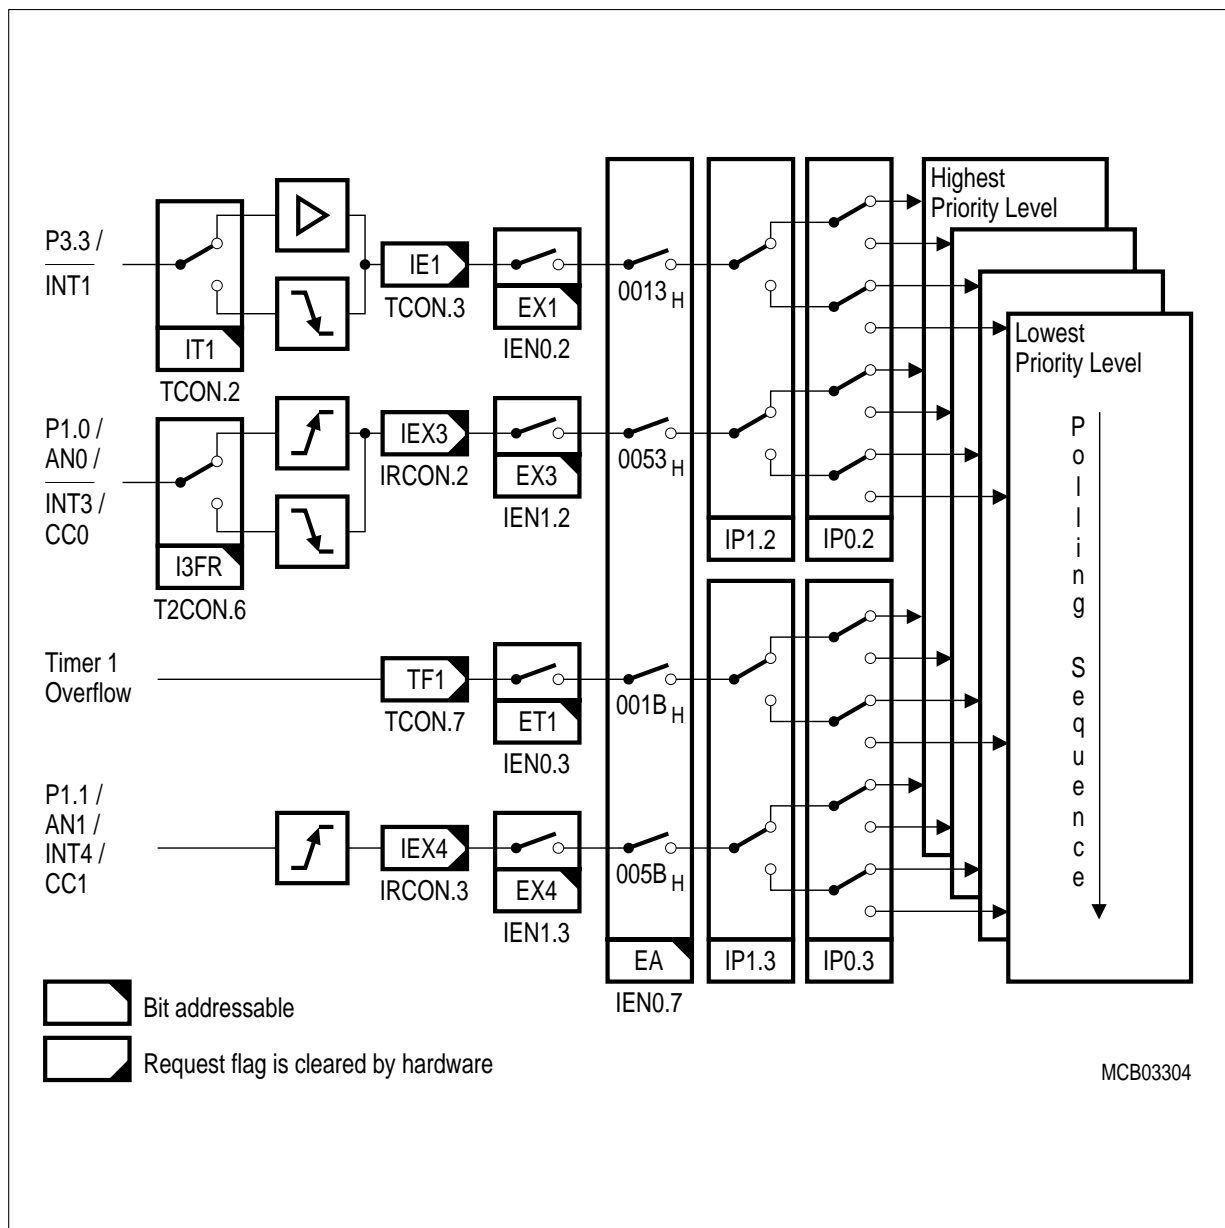 Highest
Priority Level
P3.3 /
INT1
IE1
TCON.3
EX1
IEN0.2
0013 H
IT1
TCON.2
Lowest
Priority Level
P1.0 /
AN0 /
INT3 /
CC0
IEX3
IRCON.2
EX3
IEN1.2
0053 H
I3FR
T2CON.6
IP1.2
IP0.2
Polling Sequence
Timer 1
Overflow
TF1
TCON.7
ET1
IEN0.3
001B H
P1.1 /
AN1 /
INT4 /
CC1
IEX4
IRCON.3
EX4
IEN1.3
005B H
EA
IEN0.7
IP1.3
IP0.3
Bit addressable
Request flag is cleared by hardware
MCB03304